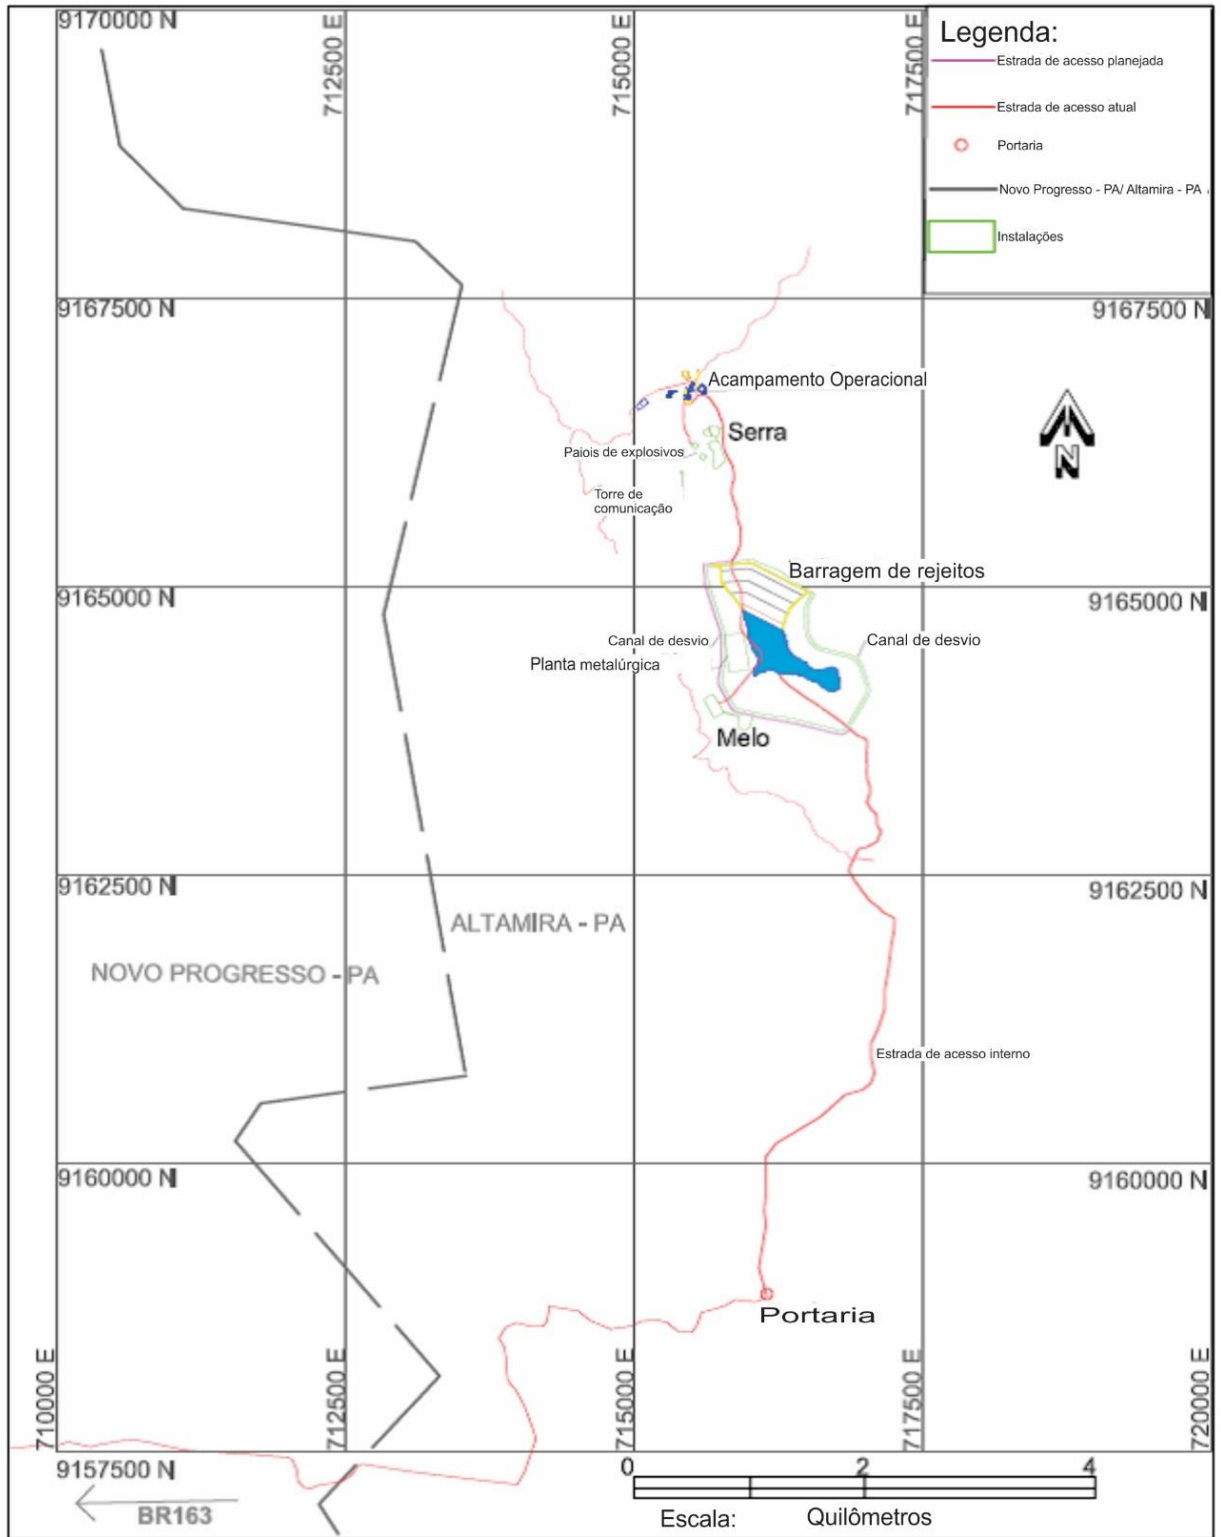 9170000 N
712500 E
715000 E
717500 E
Legenda:
Estrada de acesso planejada
Estrada de acesso atual
Portaria
Novo Progresso - PA/ Altamira - PA
Instalações
9167500 N
9167500 N
Acampamento Operacional
Serra
Paiois de explosivos
Torre de
comunicação
N
Barragem de rejeitos
9165000 N
9165000 N
Canal de desvio
Canal de desvio
Planta metalúrgica
Melo
9162500 N
9162500 N
ALTAMIRA - PA
NOVO PROGRESSO - PA
Estrada de acesso interno
9160000 N
9160000 N
Portaria
710000 E
712500 E
715000 E
717500 E
720000 E
9157500 N
0
2
4
BR163
Escala:
Quilômetros